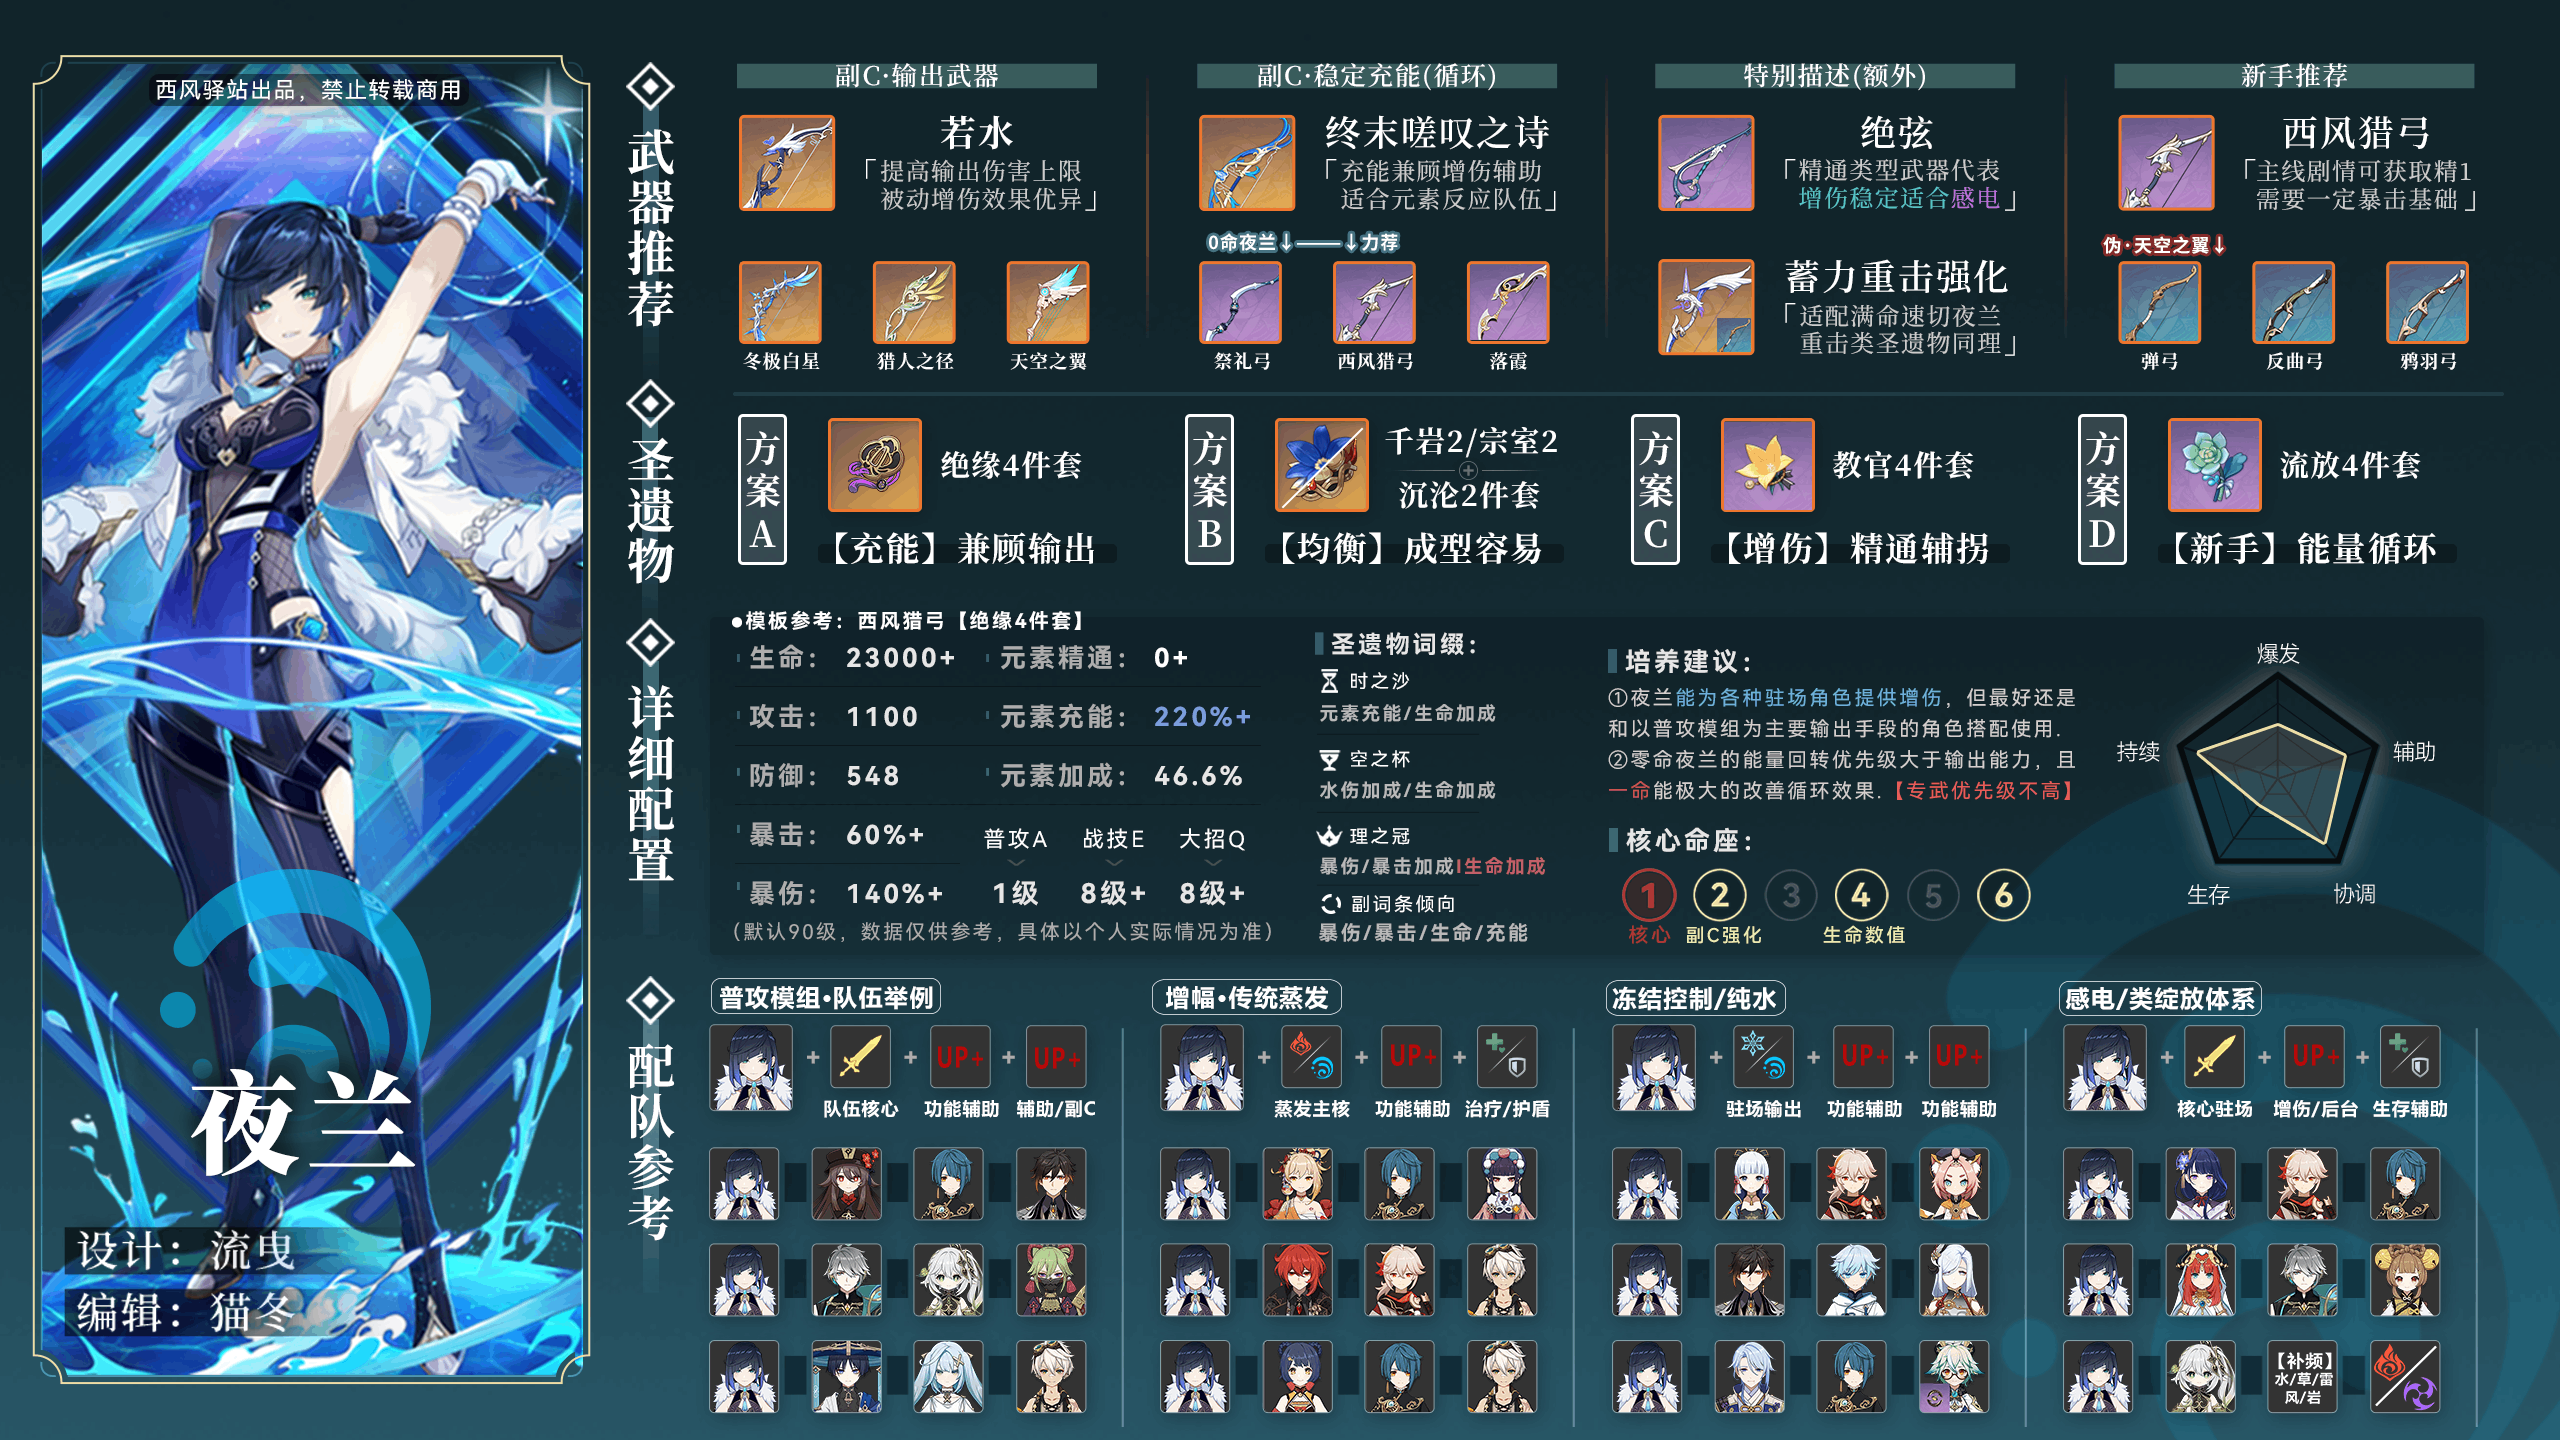 西风驿站出品，禁止转载商用
夜兰
设计：流曳
编辑：猫冬
武器推荐
副C·输出武器
若水
「提高输出伤害上限
被动增伤效果优异」
冬极白星
猎人之径
天空之翼
副C·稳定充能(循环)
终末嗟叹之诗
「充能兼顾增伤辅助
适合元素反应队伍」
0命夜兰↓——↓力荐
祭礼弓
西风猎弓
落霞
特别描述(额外)
绝弦
「精通类型武器代表
增伤稳定适合感电」
蓄力重击强化
「适配满命速切夜兰
重击类圣遗物同理」
新手推荐
西风猎弓
「主线剧情可获取精1
需要一定暴击基础」
伪·天空之翼↓
弹弓
反曲弓
鸦羽弓
圣遗物
方案A
绝缘4件套
【充能】兼顾输出
方案B
千岩2/宗室2
沉沦2件套
【均衡】成型容易
方案C
教官4件套
【增伤】精通辅拐
方案D
流放4件套
【新手】能量循环
详细配置
●模板参考：西风猎弓【绝缘4件套】
生命：23000+ 元素精通：0+
攻击：1100 元素充能：220%+
防御：548 元素加成：46.6%
暴击：60%+ 普攻A 战技E 大招Q
暴伤：140%+ 1级 8级+ 8级+
(默认90级，数据仅供参考，具体以个人实际情况为准)
圣遗物词缀：
时之沙
元素充能/生命加成
空之杯
水伤加成/生命加成
理之冠
暴伤/暴击加成|生命加成
副词条倾向
暴伤/暴击/生命/充能
培养建议：
①夜兰能为各种驻场角色提供增伤，但最好还是
和以普攻模组为主要输出手段的角色搭配使用.
②零命夜兰的能量回转优先级大于输出能力，且
一命能极大的改善循环效果.【专武优先级不高】
核心命座：
1 2 3 4 5 6
核心 副C强化 生命数值
爆发
持续
辅助
生存
协调
配队参考
普攻模组·队伍举例
+ + UP+ + UP+
队伍核心 功能辅助 辅助/副C
增幅·传统蒸发
+ + UP+ +
蒸发主核 功能辅助 治疗/护盾
冻结控制/纯水
+ + UP+ + UP+
驻场输出 功能辅助 功能辅助
感电/类绽放体系
+ + UP+ +
核心驻场 增伤/后台 生存辅助
【补频】
水/草/雷
风/岩